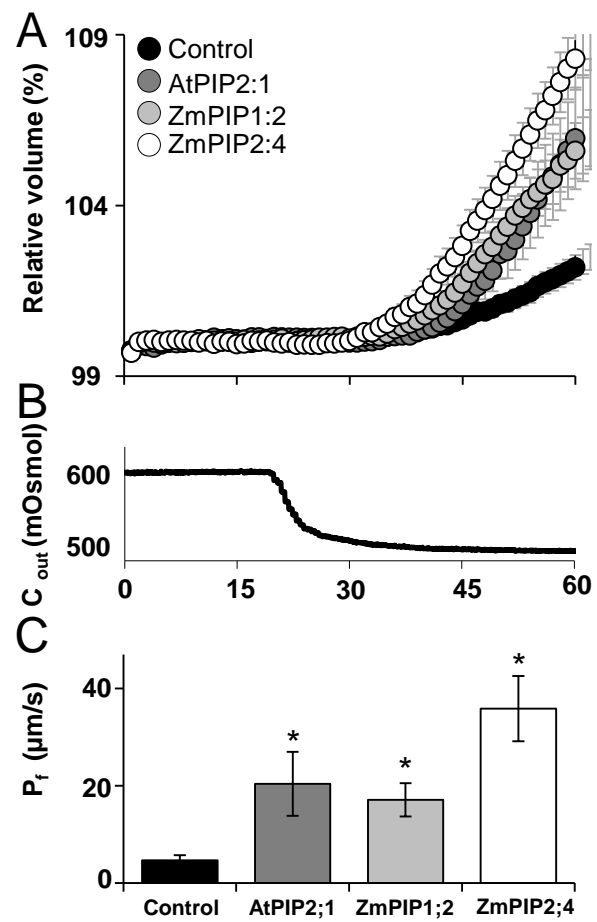 A
109
104
99
Relative volume (%)
Control
AtPIP2:1
ZmPIP1:2
ZmPIP2:4
B
600
500
C out (mOsmol)
0 15 30 45 60
C
40
20
0
Pf (µm/s)
* * *
Control AtPIP2;1 ZmPIP1;2 ZmPIP2;4